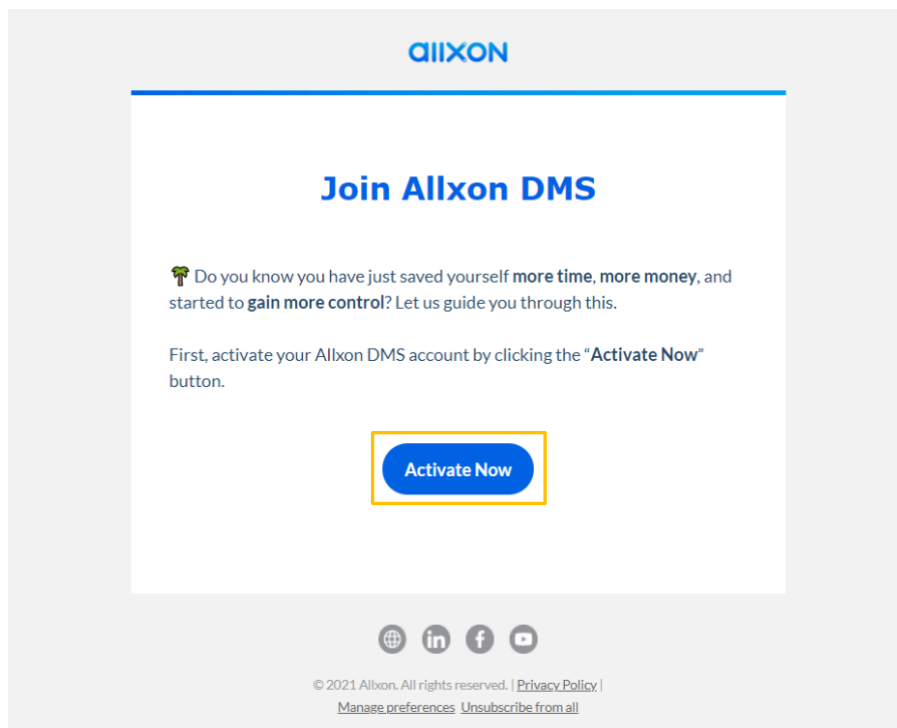 allxon
Join Allxon DMS
🌴 Do you know you have just saved yourself more time, more money, and
started to gain more control? Let us guide you through this.
First, activate your Allxon DMS account by clicking the “Activate Now”
button.
Activate Now
© 2021 Allxon. All rights reserved. | Privacy Policy |
Manage preferences Unsubscribe from all